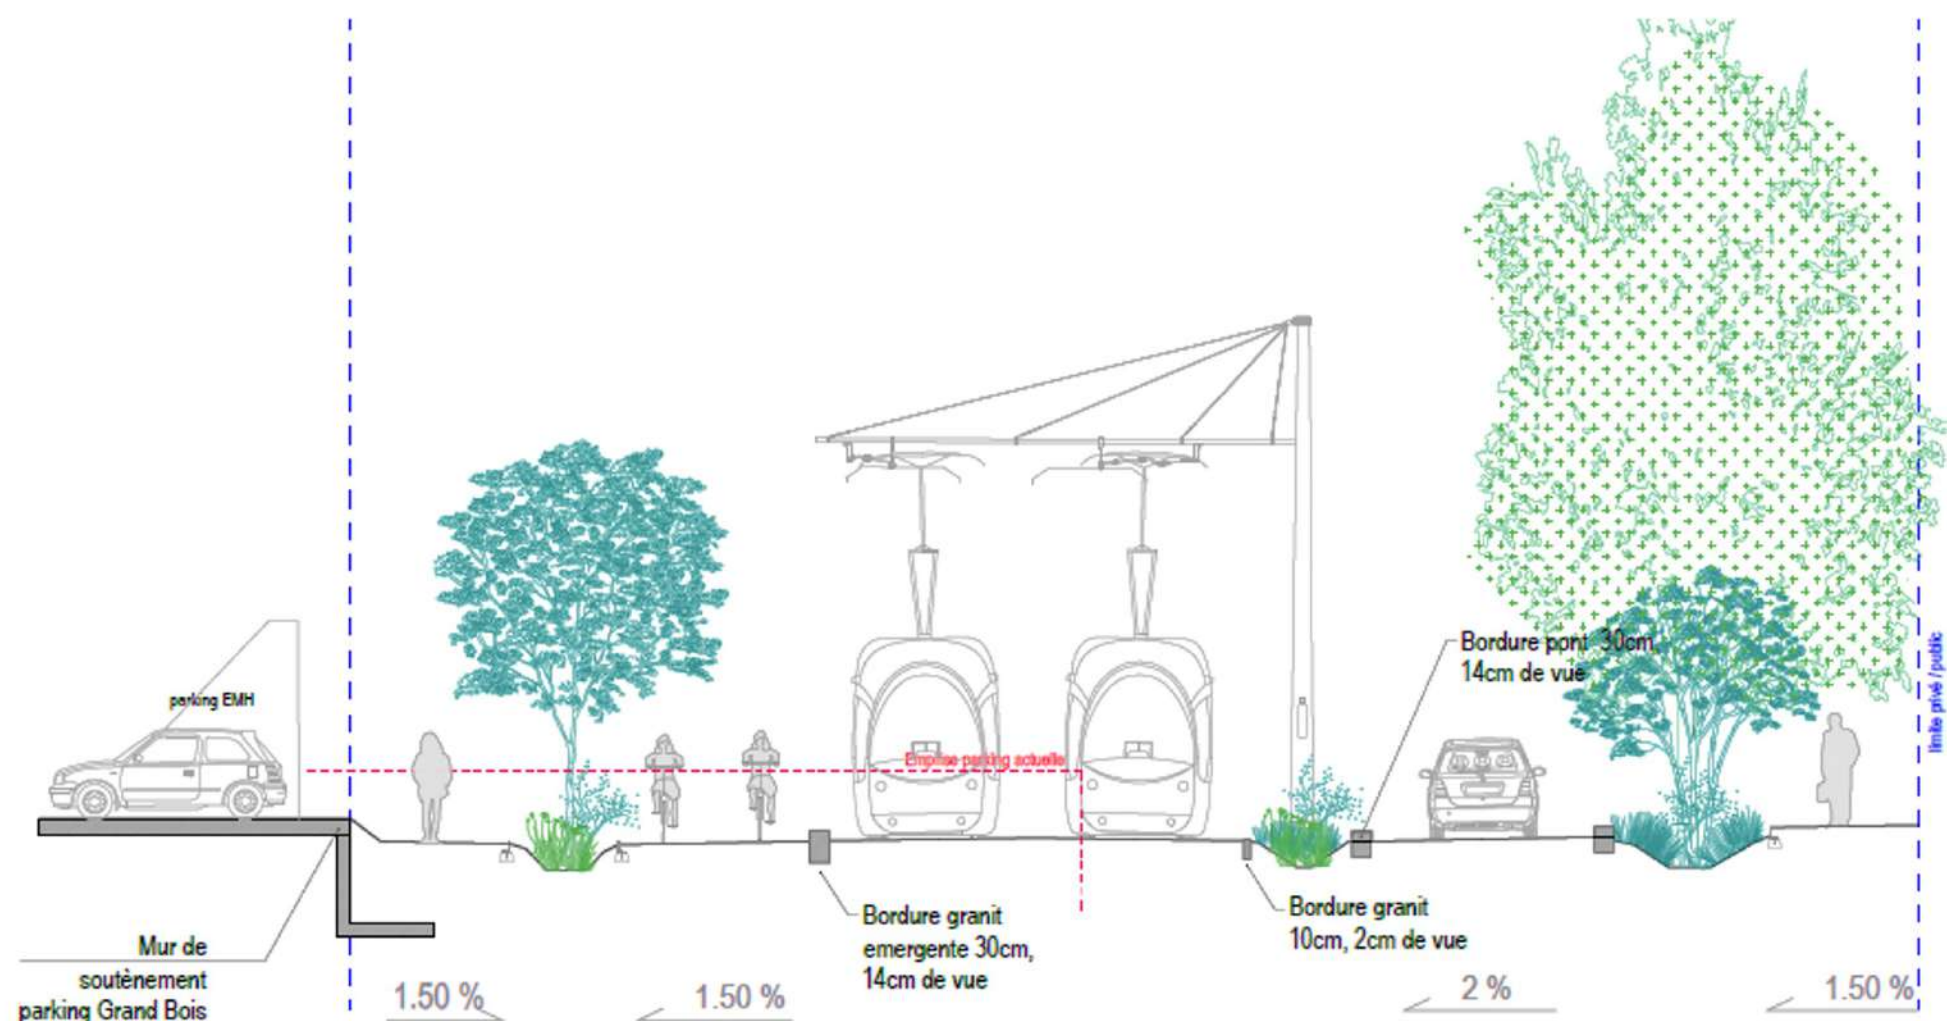 parking EMH
Emprise parking actuelle
Bordure pont 30cm,
14cm de vue
limite privé / public
Bordure granit
emergente 30cm,
14cm de vue
Bordure granit
10cm, 2cm de vue
Mur de
soutènement
parking Grand Bois
1.50 %
1.50 %
2 %
1.50 %